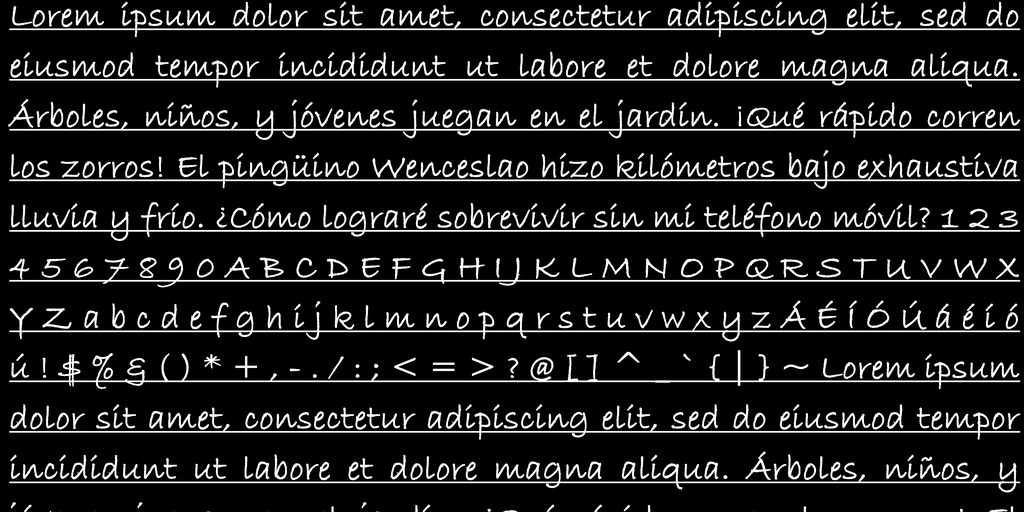 Lorem ipsum dolor sit amet, consectetur adipiscing elit, sed do
eiusmod tempor incididunt ut labore et dolore magna aliqua.
Árboles, niños, y jóvenes juegan en el jardín. ¡Qué rápido corren
los zorros! El pingüino Wenceslao hizo kilómetros bajo exhaustiva
lluvia y frío. ¿Cómo lograré sobrevivir sin mi teléfono móvil? 1 2 3
4 5 6 7 8 9 0 A B C D E F G H I J K L M N O P Q R S T U V W X
Y Z a b c d e f g h i j k l m n o p q r s t u v w x y z Á É Í Ó Ú á é í ó
ú ! $ % & ( ) * + , - . / : ; < = > ? @ [ ] ^ _ ` { | } ~ Lorem ipsum
dolor sit amet, consectetur adipiscing elit, sed do eiusmod tempor
incididunt ut labore et dolore magna aliqua. Árboles, niños, y